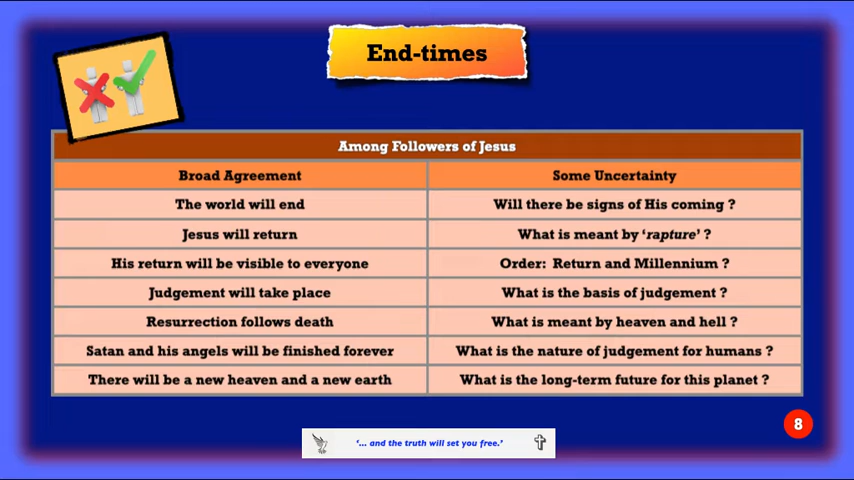 End-times
Among Followers of Jesus
Broad Agreement
Some Uncertainty
The world will end
Will there be signs of His coming ?
Jesus will return
What is meant by ‘rapture’ ?
His return will be visible to everyone
Order: Return and Millennium ?
Judgement will take place
What is the basis of judgement ?
Resurrection follows death
What is meant by heaven and hell ?
Satan and his angels will be finished forever
What is the nature of judgement for humans ?
There will be a new heaven and a new earth
What is the long-term future for this planet ?
8
‘... and the truth will set you free.’